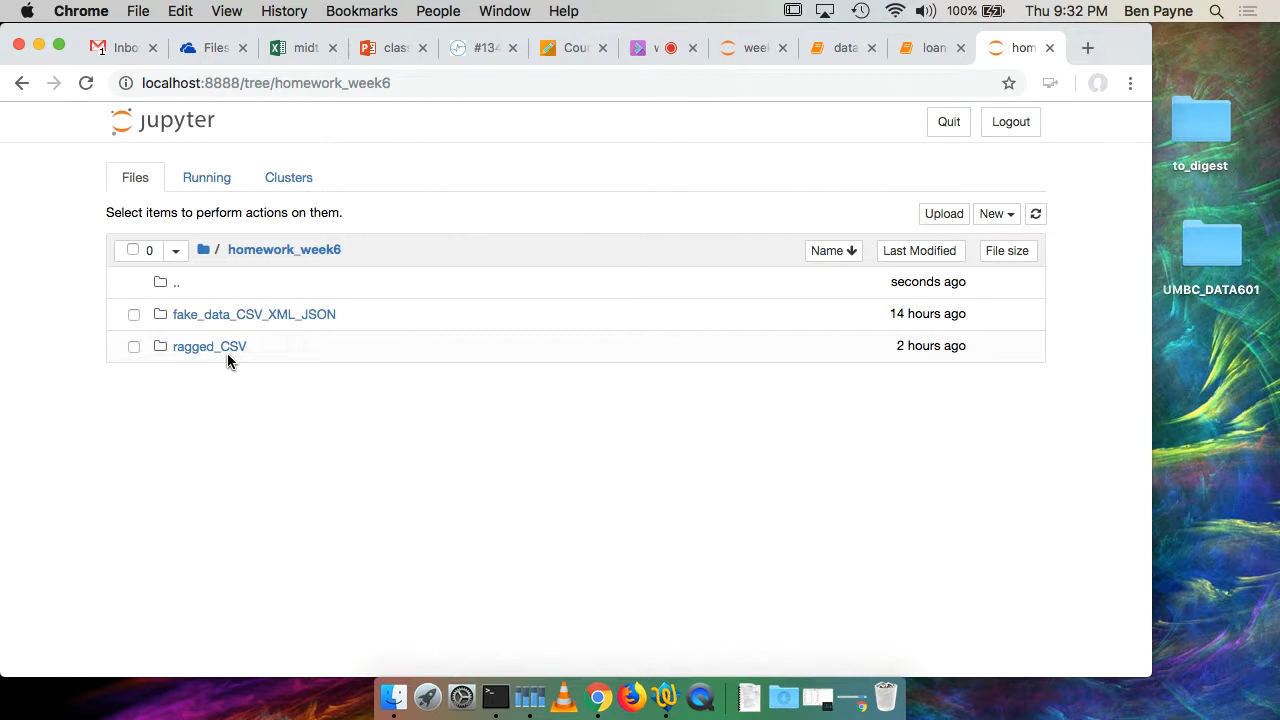 Chrome File Edit View History Bookmarks People Window Help 100% Thu 9:32 PM Ben Payne
Inbo Files midt class #134 Cour w week data loan hom
localhost:8888/tree/homework_week6
jupyter Quit Logout
Files Running Clusters
Select items to perform actions on them. Upload New
0 / homework_week6 Name Last Modified File size
.. seconds ago
fake_data_CSV_XML_JSON 14 hours ago
ragged_CSV 2 hours ago
to_digest
UMBC_DATA601